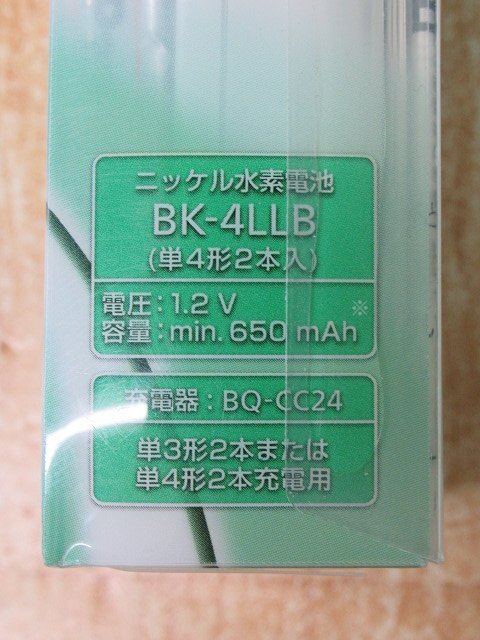 ニッケル水素電池
BK-4LLB
(単4形2本入)
電圧:1.2 V
容量:min. 650 mAh※
充電器:BQ-CC24
単3形2本または
単4形2本充電用